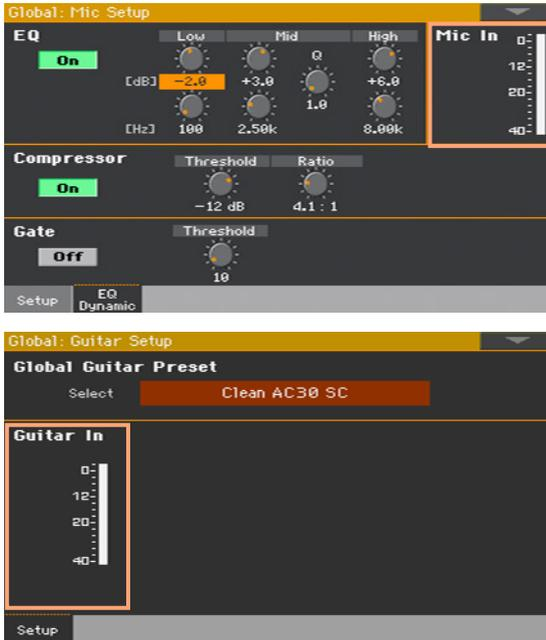 Global: Mic Setup
EQ Low Mid High Mic In
On Q 0
12
[dB] -2.0 +3.0 +6.0 20
1.0
[Hz] 100 2.50k 8.00k 40
Compressor Threshold Ratio
On
-12 dB 4.1 : 1
Gate Threshold
Off
10
Setup EQ Dynamic
Global: Guitar Setup
Global Guitar Preset
Select Clean AC30 SC
Guitar In
0
12
20
40
Setup